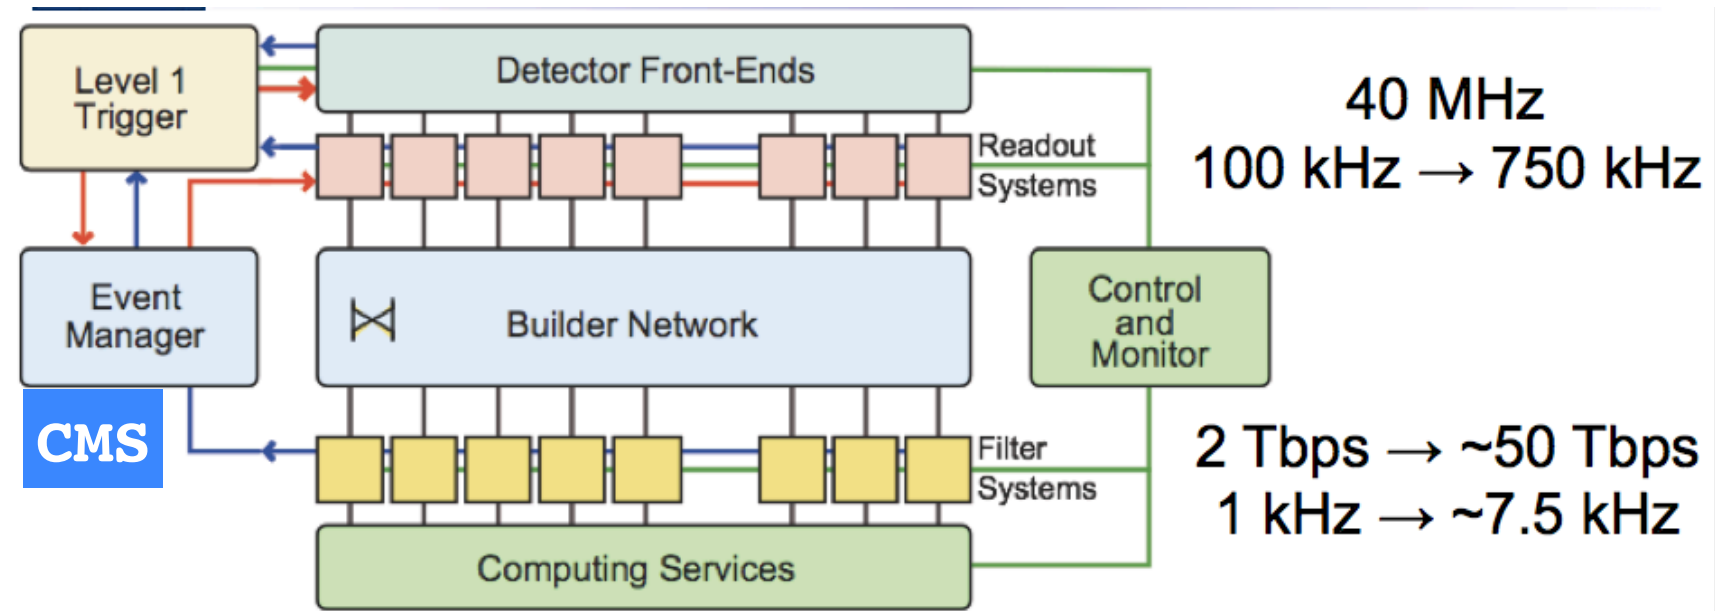 Level 1
Trigger
Detector Front-Ends
40 MHz
100 kHz → 750 kHz
Readout
Systems
Event
Manager
Builder Network
Control
and
Monitor
CMS
Filter
Systems
2 Tbps → ~50 Tbps
1 kHz → ~7.5 kHz
Computing Services